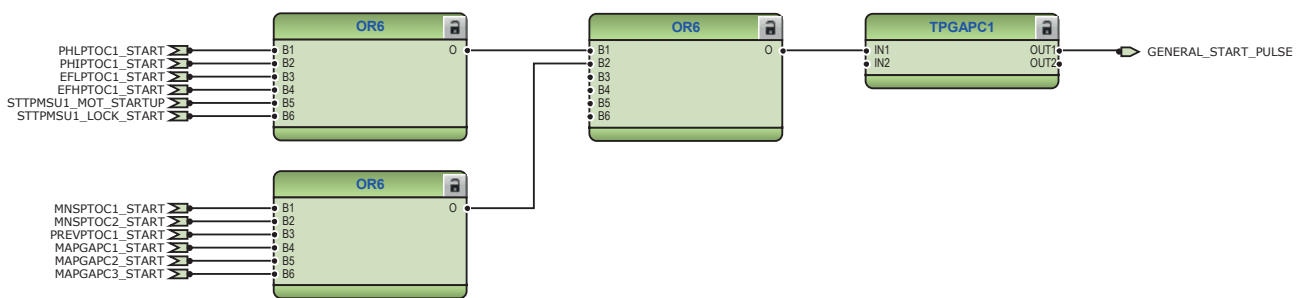 OR6
PHLPTOC1_START B1 O
PHIPTOC1_START B2
EFLPTOC1_START B3
EFHPTOC1_START B4
STTPMSU1_MOT_STARTUP B5
STTPMSU1_LOCK_START B6
OR6
B1 O
B2
B3
B4
B5
B6
TPGAPC1
IN1 OUT1
IN2 OUT2
GENERAL_START_PULSE
OR6
MNSPTOC1_START B1 O
MNSPTOC2_START B2
PREVPTOC1_START B3
MAPGAPC1_START B4
MAPGAPC2_START B5
MAPGAPC3_START B6